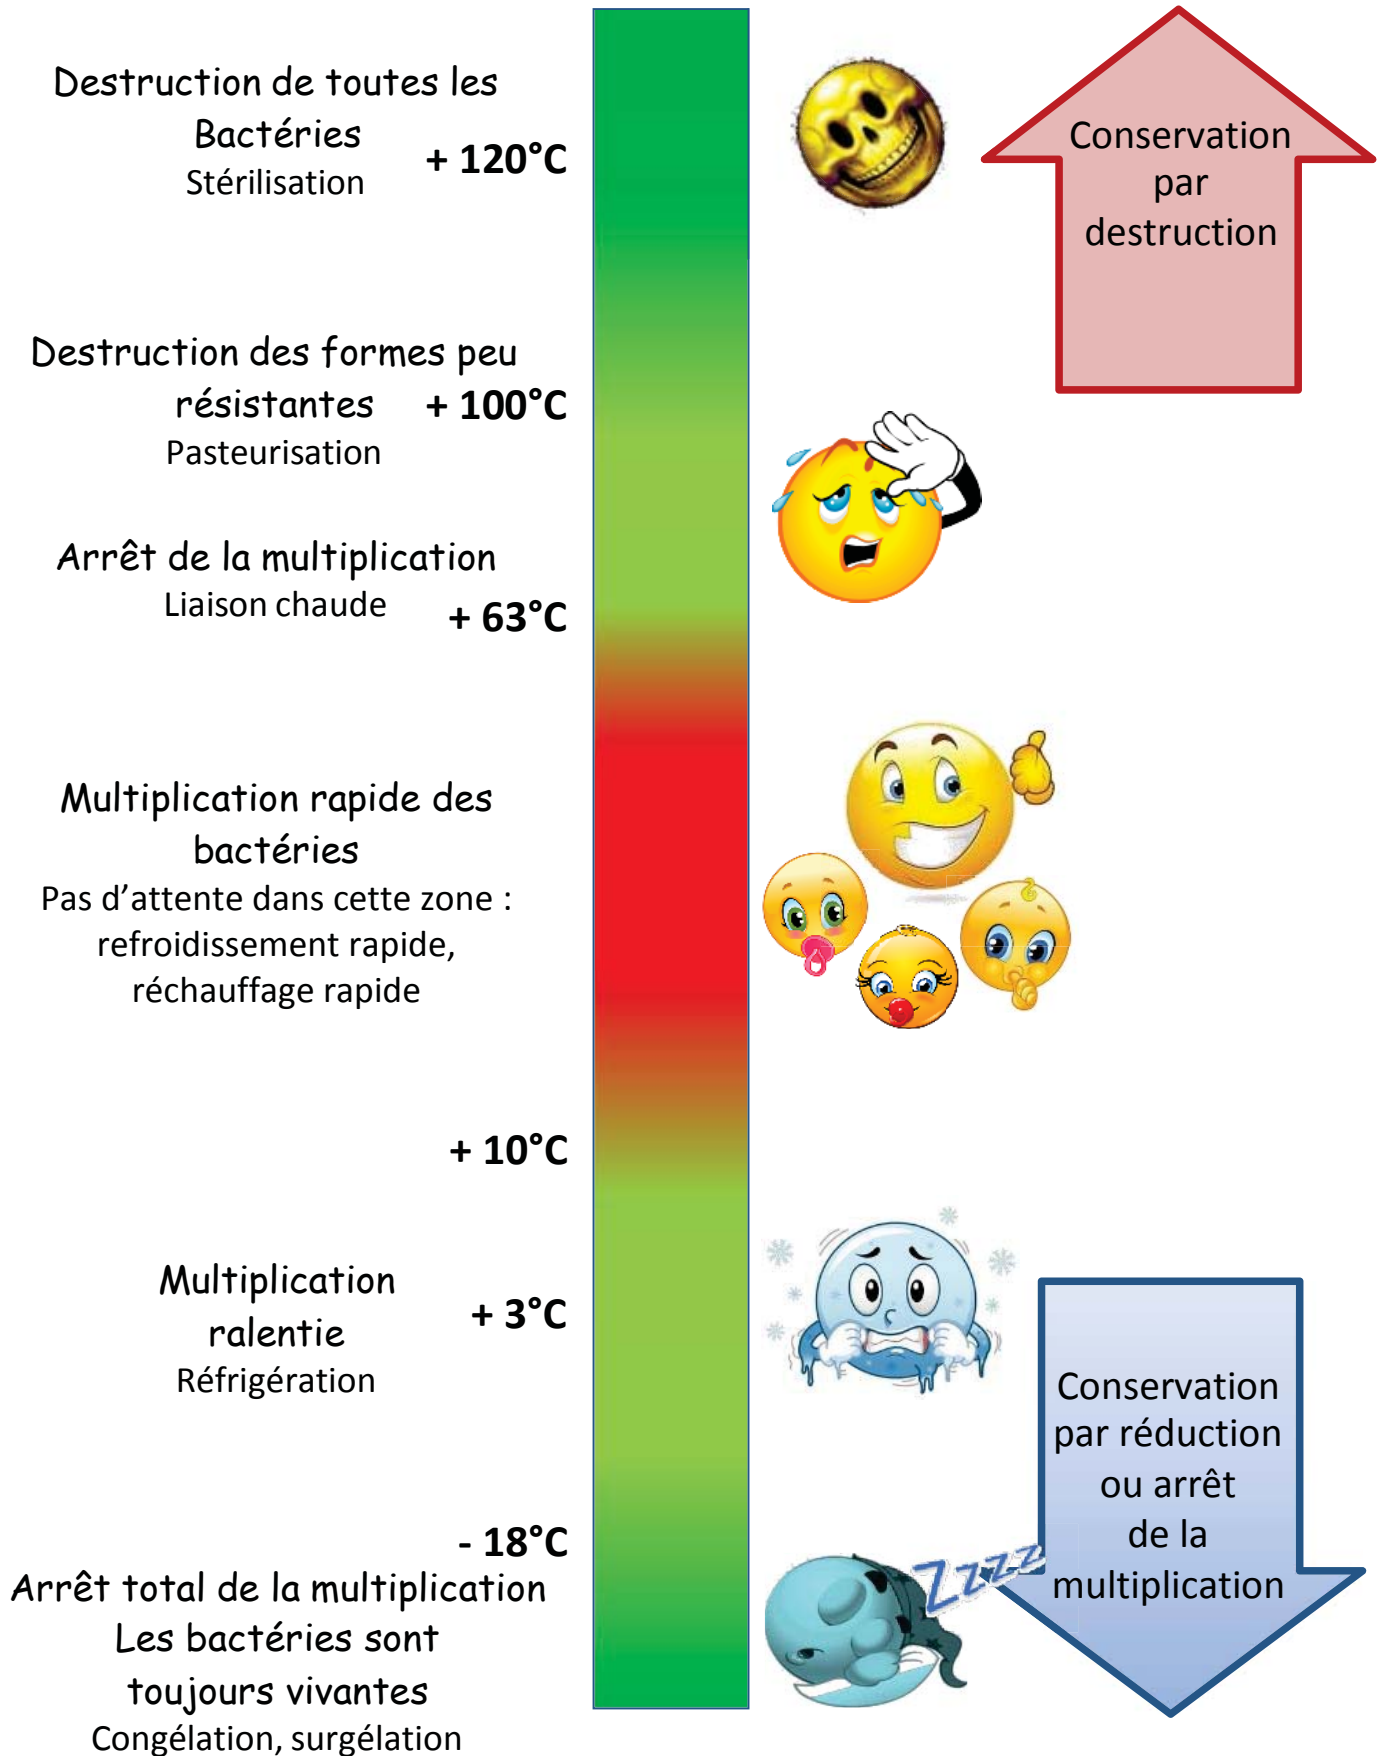 Destruction de toutes les
Bactéries
+ 120°C
Stérilisation
Conservation
par
destruction
Destruction des formes peu
résistantes
+ 100°C
Pasteurisation
Arrêt de la multiplication
Liaison chaude
+ 63°C
Multiplication rapide des
bactéries
Pas d’attente dans cette zone :
refroidissement rapide,
réchauffage rapide
+ 10°C
Multiplication
ralentie
+ 3°C
Réfrigération
Conservation
par réduction
ou arrêt
de la
multiplication
- 18°C
Arrêt total de la multiplication
Les bactéries sont
toujours vivantes
Congélation, surgélation
Zzzz